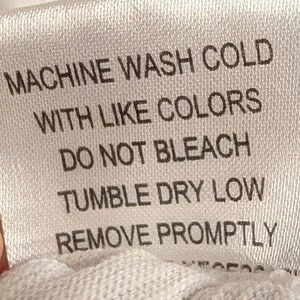 MACHINE WASH COLD
WITH LIKE COLORS
DO NOT BLEACH
TUMBLE DRY LOW
REMOVE PROMPTLY